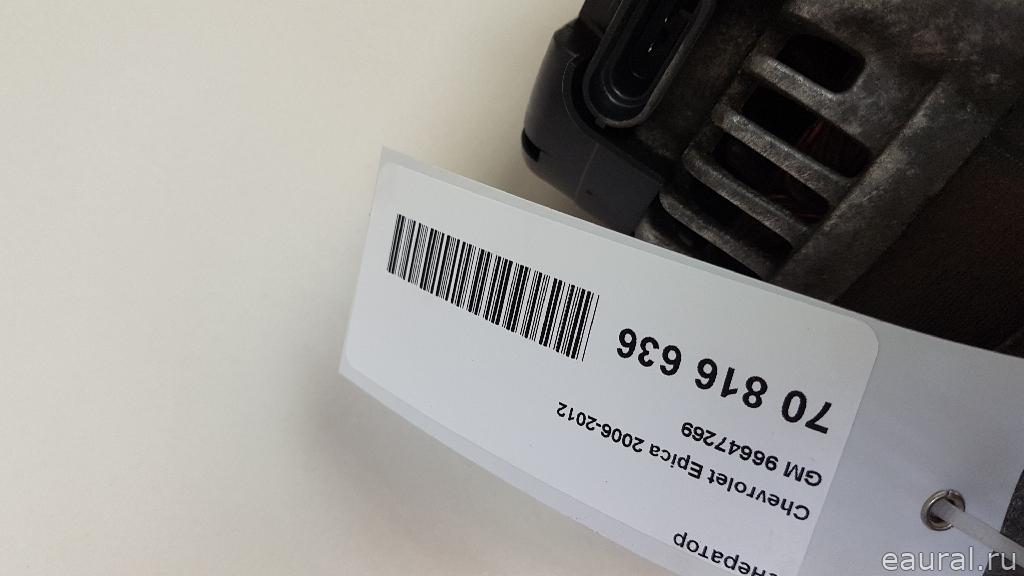 енератор
Chevrolet Epica 2006-2012
GM 96647269
70 816 636
eaural.ru